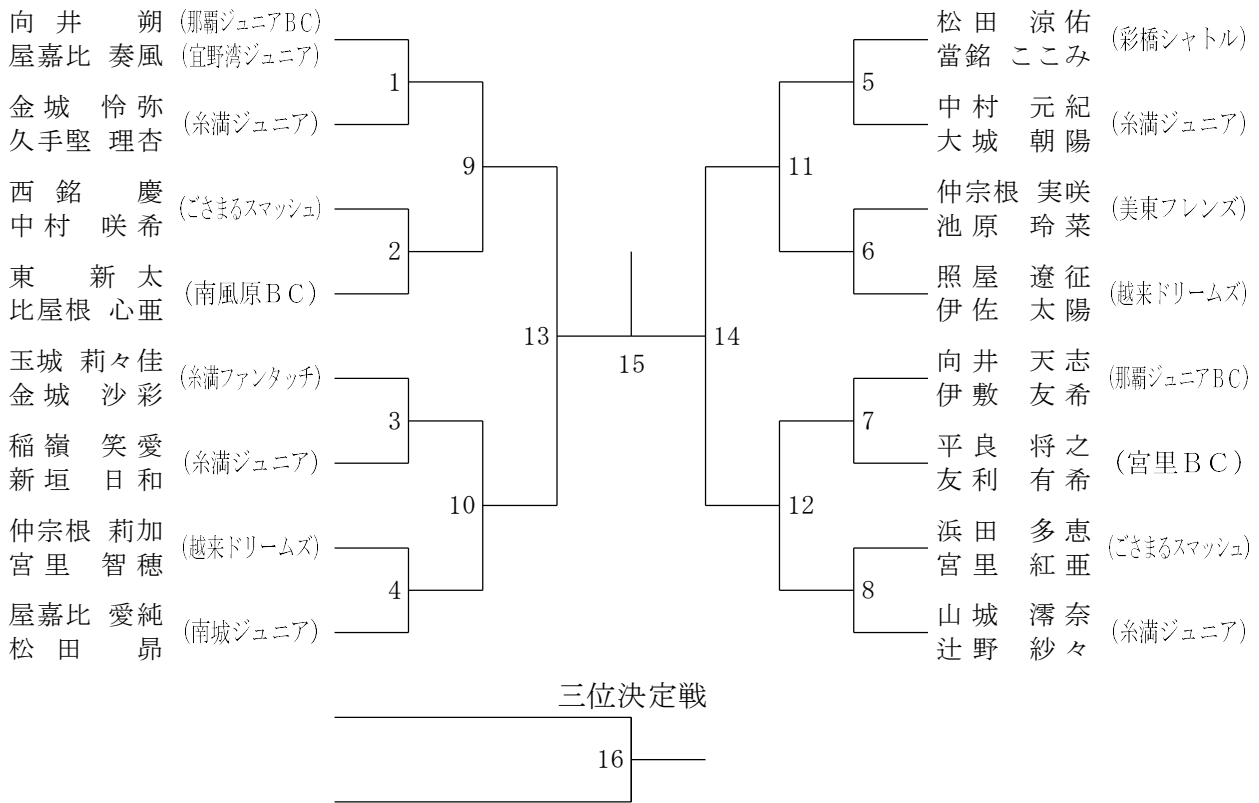 向井 朔 (那覇ジュニアＢＣ)
屋嘉比 奏風 (宜野湾ジュニア)
1
金城 怜弥
久手堅 理杏
(糸満ジュニア)
9
西銘 慶
中村 咲希
(ごさまるスマッシュ)
2
東 新太
比屋根 心亜
(南風原ＢＣ)
13
玉城 莉々佳
金城 沙彩
(糸満ファンタッチ)
3
稲嶺 笑愛
新垣 日和
(糸満ジュニア)
10
仲宗根 莉加
宮里 智穂
(越来ドリームズ)
4
屋嘉比 愛純
松田 昴
(南城ジュニア)
15
松田 涼佑
當銘 ここみ
(彩橋シャトル)
5
中村 元紀
大城 朝陽
(糸満ジュニア)
11
仲宗根 実咲
池原 玲菜
(美東フレンズ)
6
照屋 遼征
伊佐 太陽
(越来ドリームズ)
14
向井 天志
伊敷 友希
(那覇ジュニアＢＣ)
7
平良 将之
友利 有希
(宮里ＢＣ)
12
浜田 多恵
宮里 紅亜
(ごさまるスマッシュ)
8
山城 澪奈
辻野 紗々
(糸満ジュニア)
三位決定戦
16